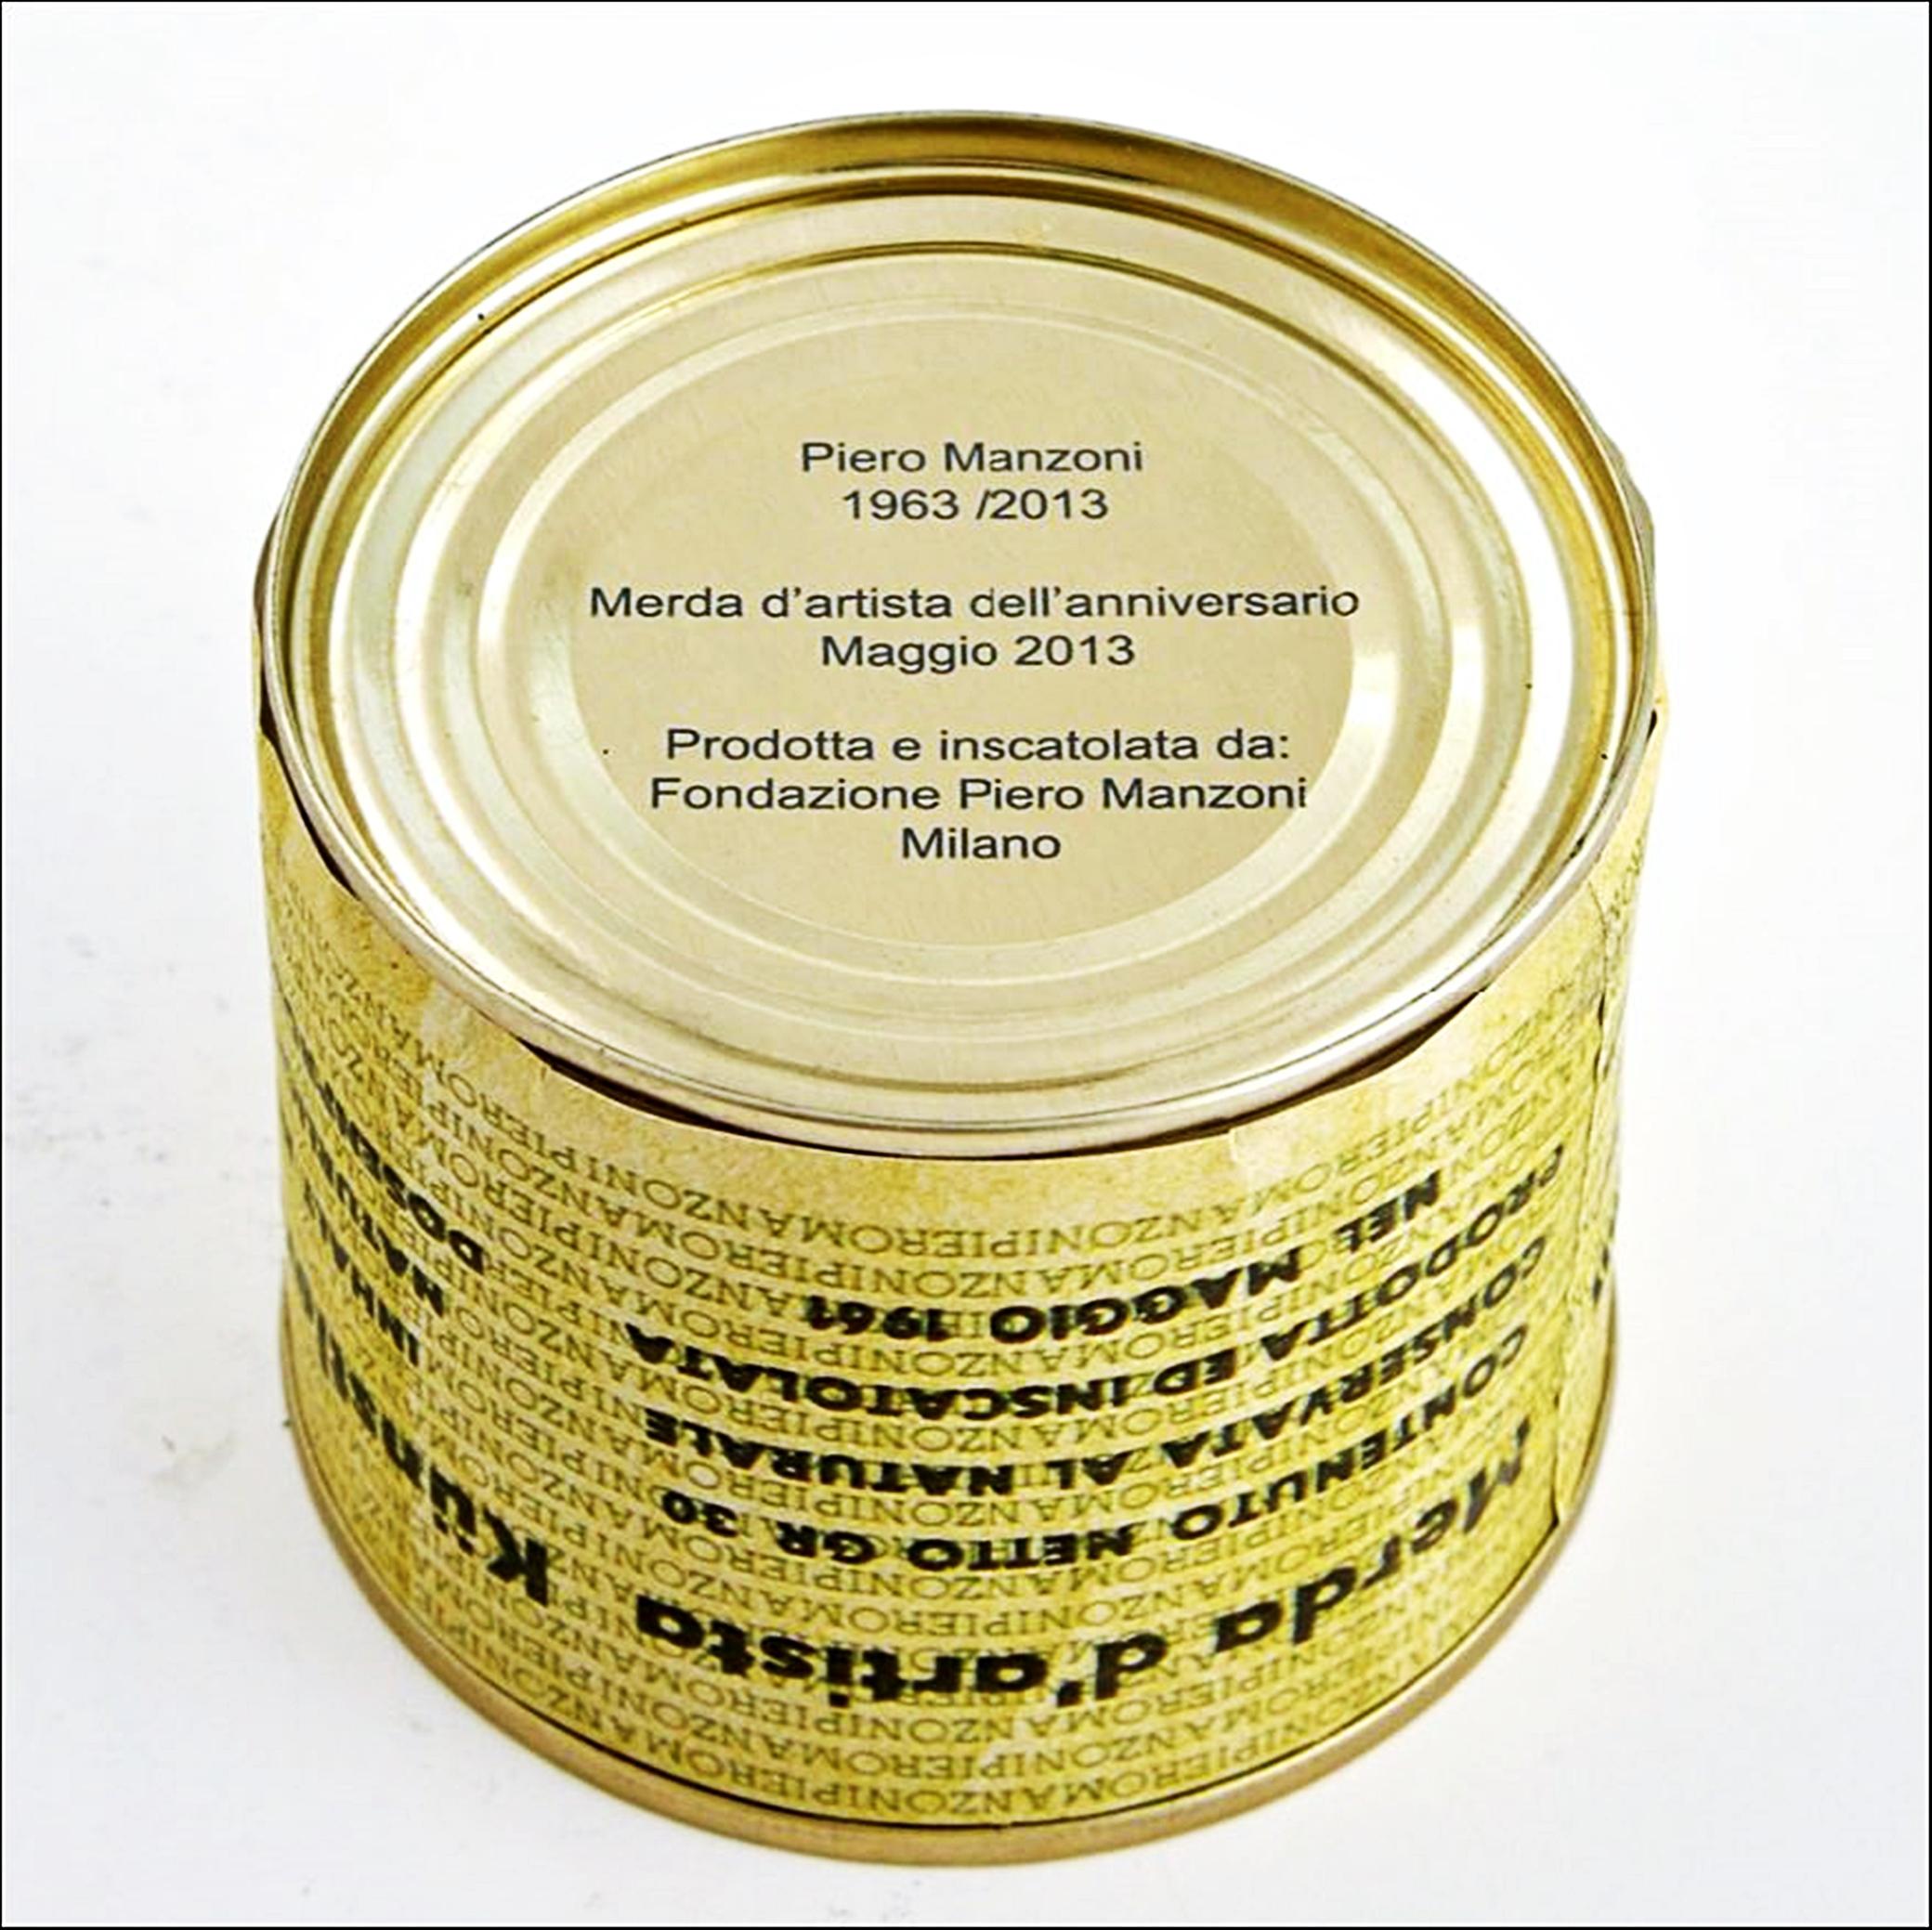 Piero Manzoni
1963 /2013
Merda d'artista dell'anniversario
Maggio 2013
Prodotta e inscatolata da:
Fondazione Piero Manzoni
Milano
Merda d'artista
CONTENUTO NETTO GR 30
CONSERVATA AL NATURALE
PRODOTTA ED INSCATOLATA
NEL MAGGIO 1961
PIEROMANZONIPIEROMANZONI